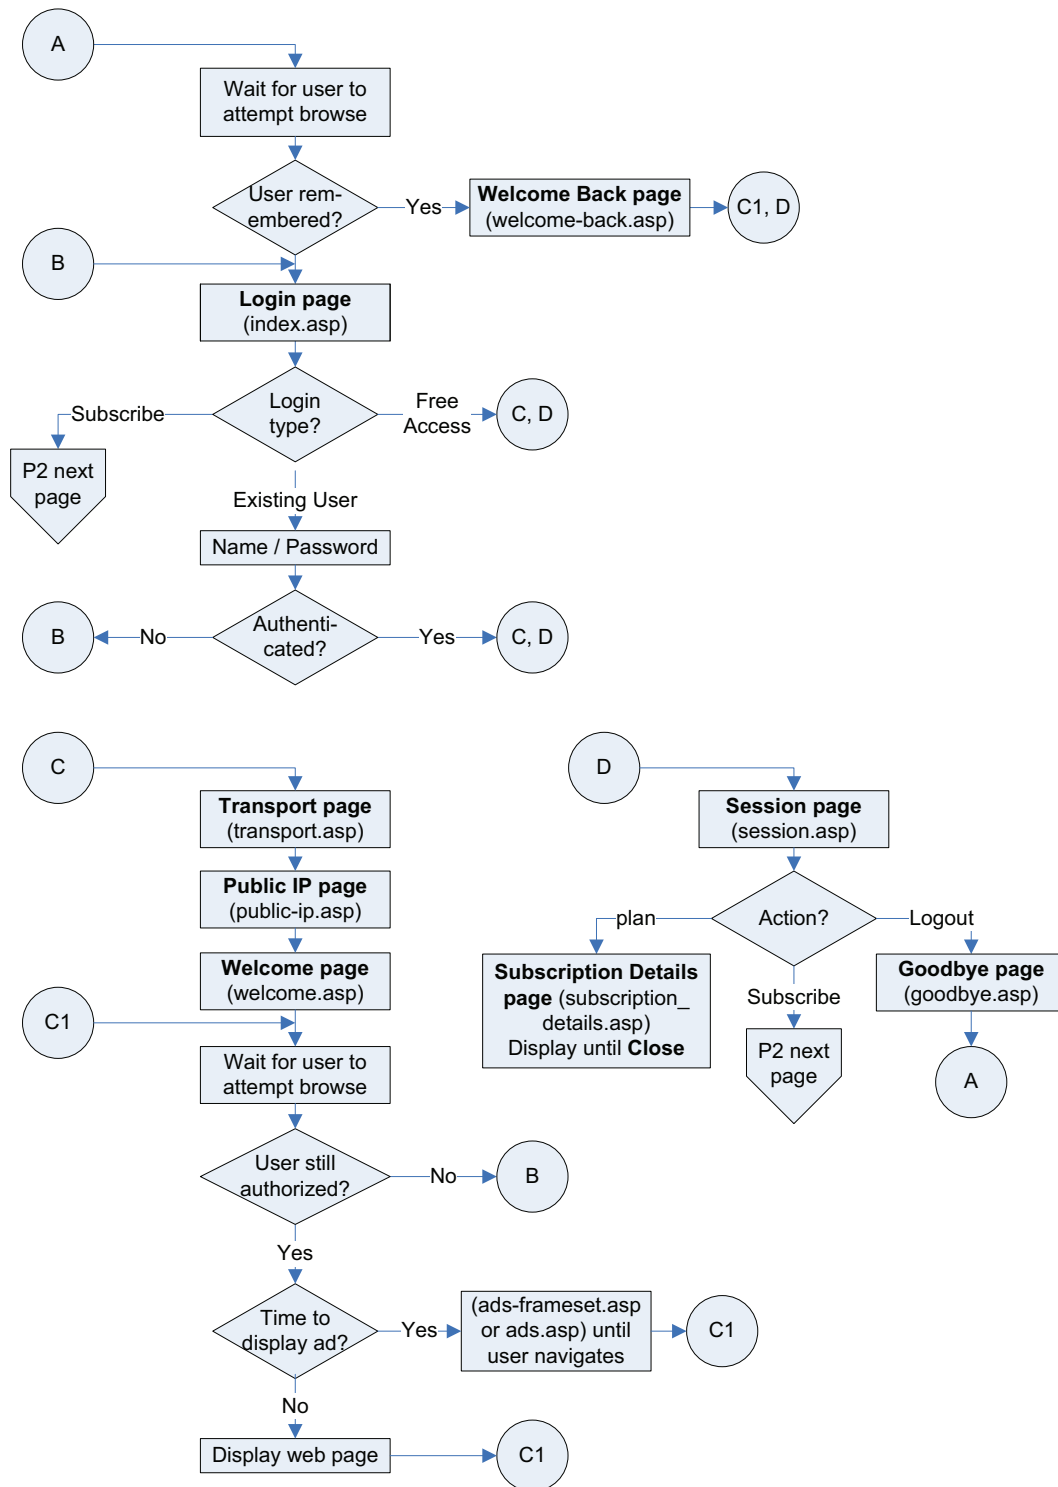 A
Wait for user to
attempt browse
User rem-
embered?
Yes
Welcome Back page
(welcome-back.asp)
C1, D
B
Login page
(index.asp)
Login
type?
Subscribe
Free
Access
C, D
P2 next
page
Existing User
Name / Password
Authenti-
cated?
No
B
Yes
C, D
C
Transport page
(transport.asp)
Public IP page
(public-ip.asp)
Welcome page
(welcome.asp)
C1
Wait for user to
attempt browse
User still
authorized?
No
B
Yes
Time to
display ad?
Yes
(ads-frameset.asp
or ads.asp) until
user navigates
C1
No
Display web page
C1
D
Session page
(session.asp)
Action?
plan
Logout
Subscription Details
page (subscription_
details.asp)
Display until Close
Subscribe
P2 next
page
Goodbye page
(goodbye.asp)
A